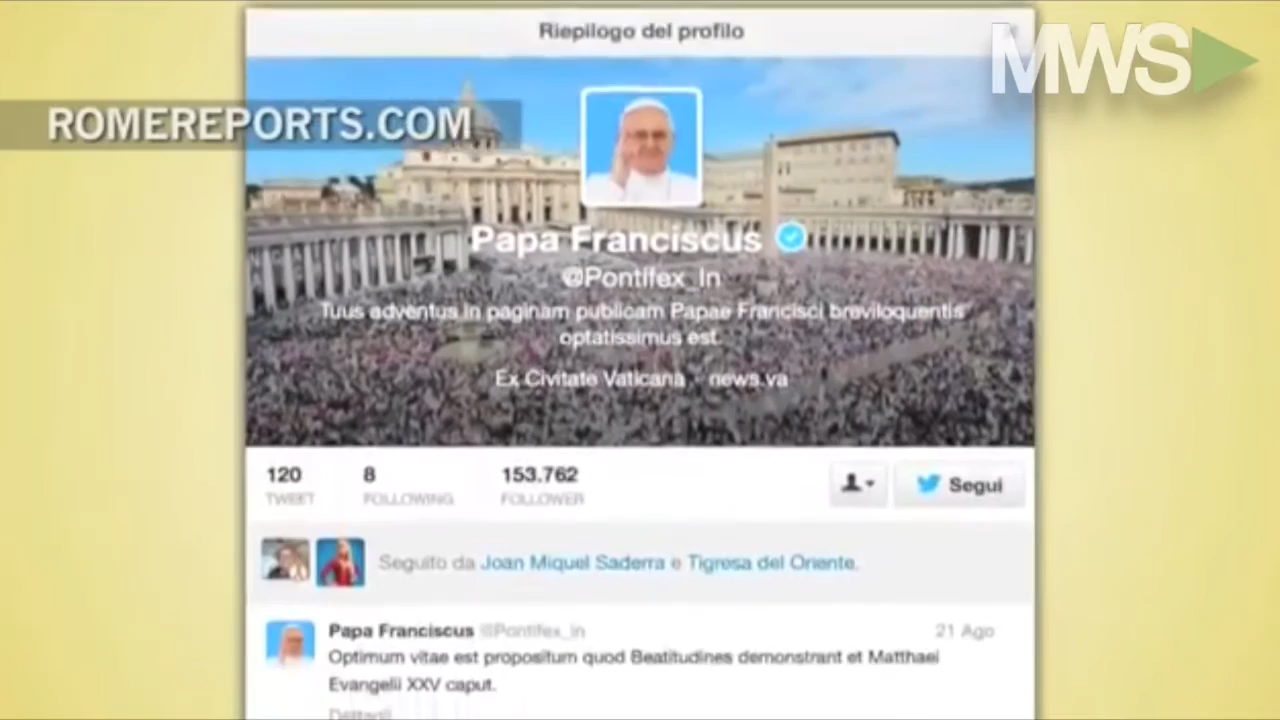 Riepilogo del profilo
MWS
ROMEREPORTS.COM
Papa Franciscus
@Pontifex_ln
Tuus adventus in paginam publicam Papae Francisci breviloquentis
optatissimus est.
Ex Civitate Vaticana · news.va
120 8 153.762
TWEET FOLLOWING FOLLOWER
Segui
Seguito da Joan Miquel Saderra e Tigresa del Oriente.
Papa Franciscus @Pontifex_ln 21 Ago
Optimum vitae est propositum quod Beatitudines demonstrant et Matthaei
Evangelii XXV caput.
Dettagli